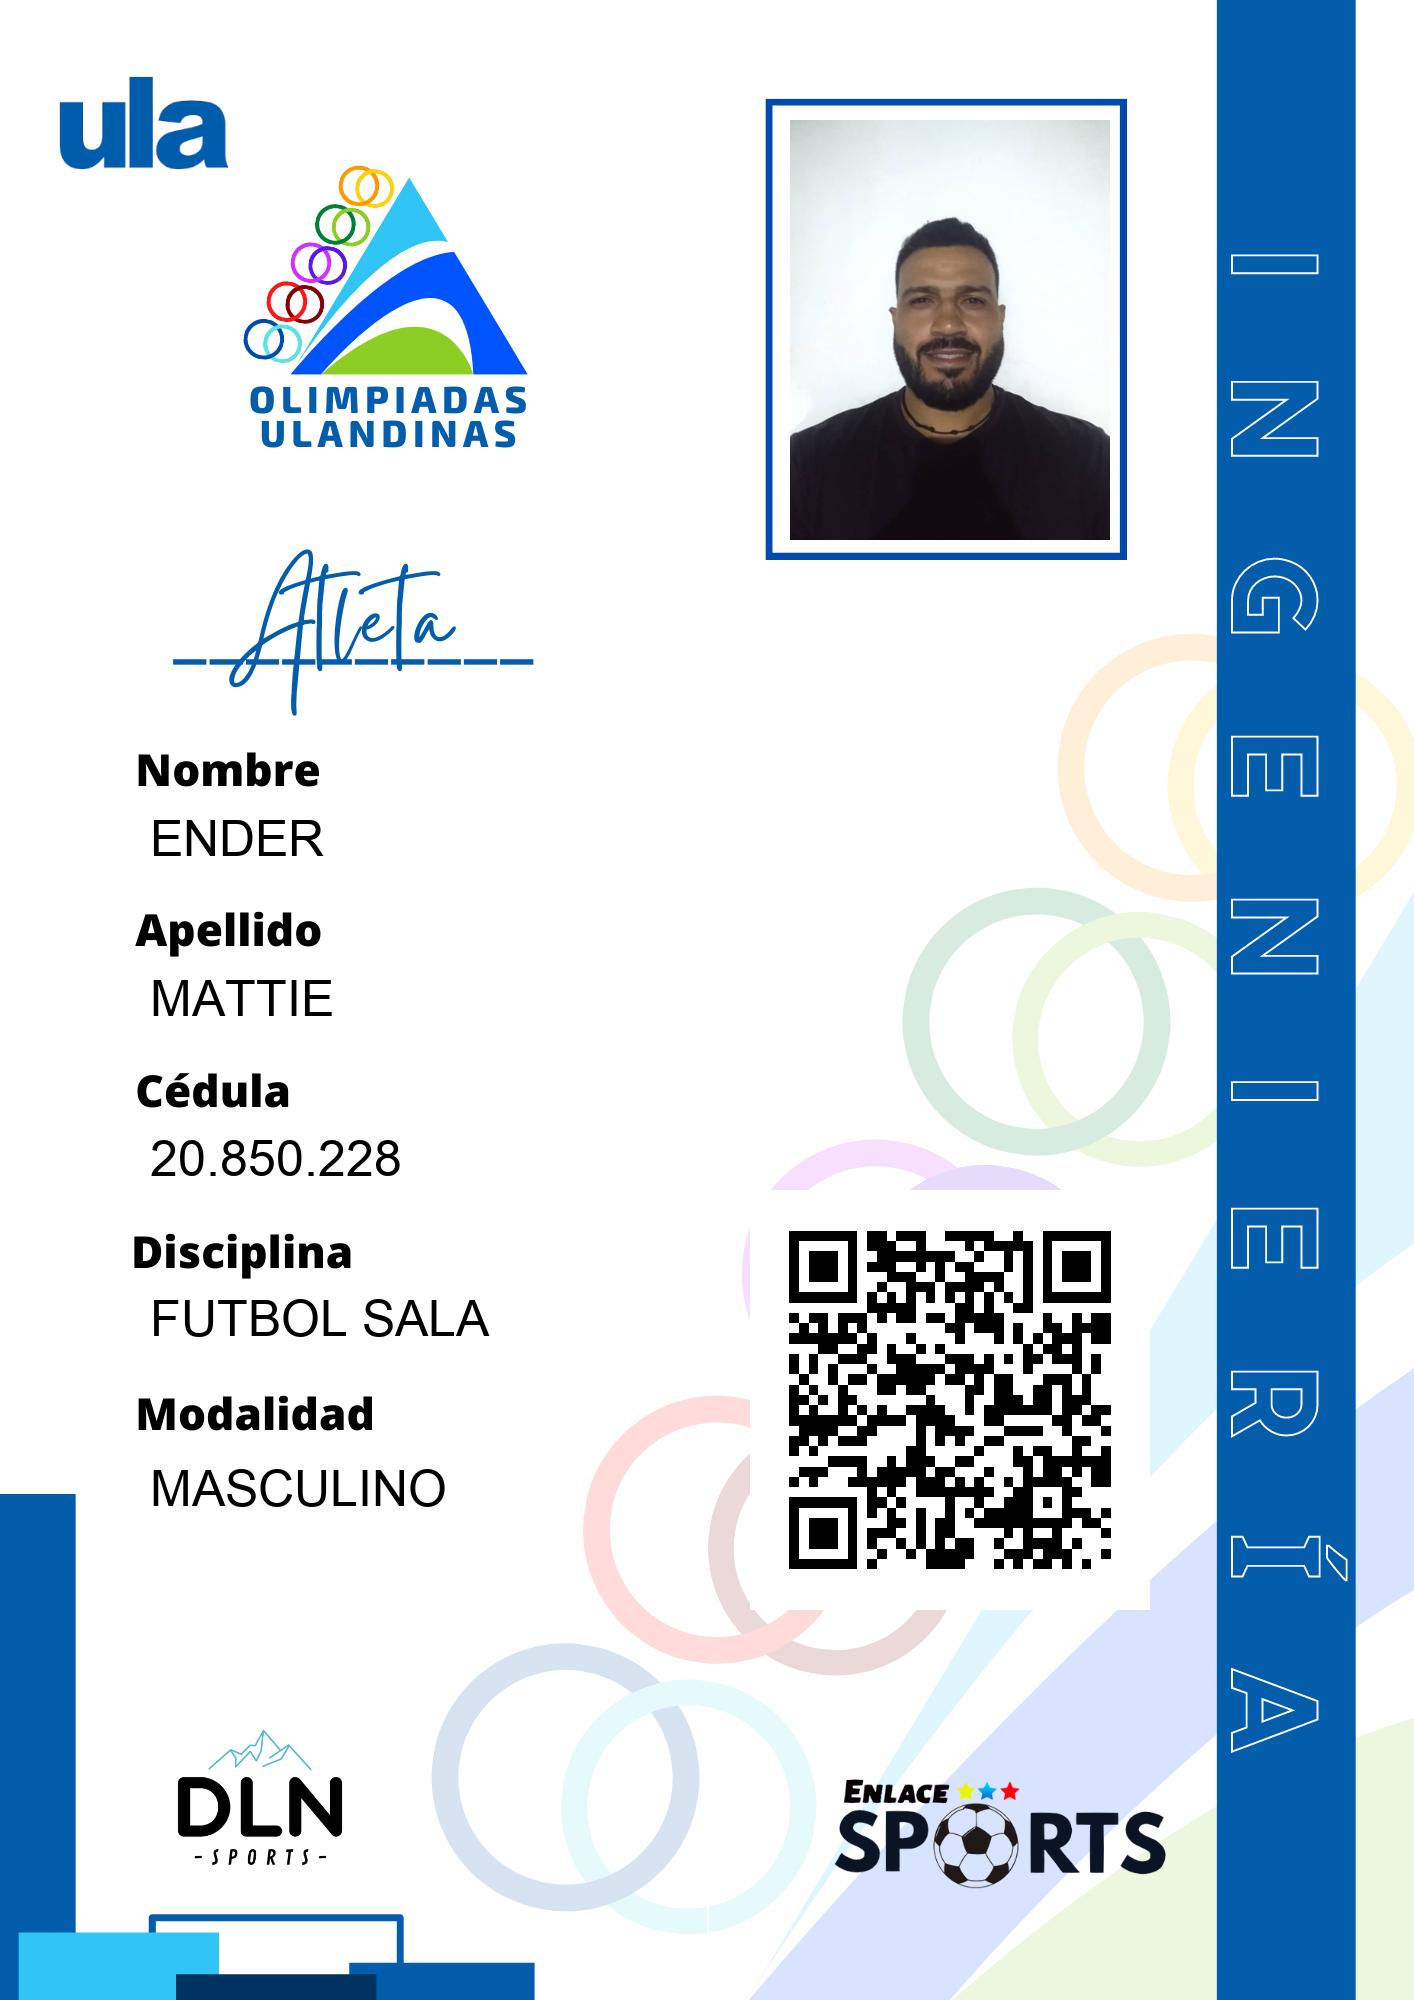 ula
OLIMPIADAS
ULANDINAS
Atleta
Nombre
ENDER
Apellido
MATTIE
Cédula
20.850.228
Disciplina
FUTBOL SALA
Modalidad
MASCULINO
INGENIERÍA
DLN
-SPORTS-
ENLACE
SPORTS